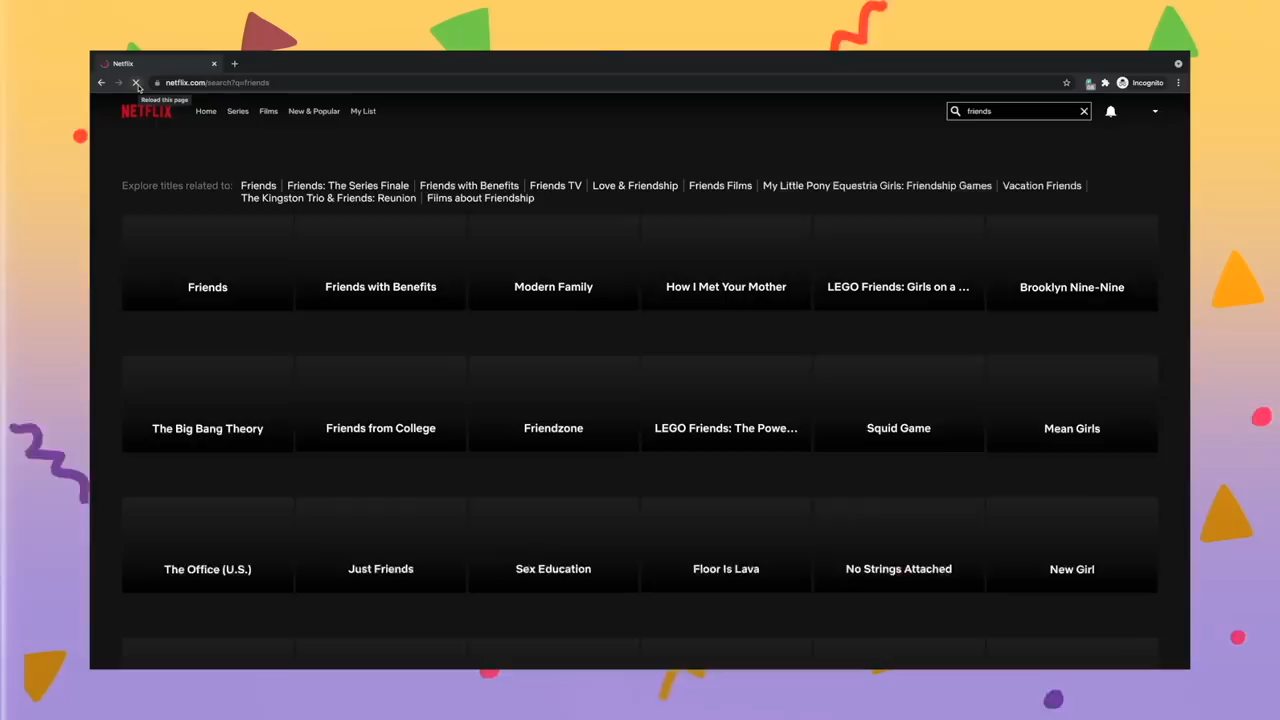 Netflix
netflix.com/search?q=friends
Incognito
Reload this page
NETFLIX Home Series Films New & Popular My List friends
Explore titles related to: Friends Friends: The Series Finale Friends with Benefits Friends TV Love & Friendship Friends Films My Little Pony Equestria Girls: Friendship Games Vacation Friends
The Kingston Trio & Friends: Reunion Films about Friendship
Friends Friends with Benefits Modern Family How I Met Your Mother LEGO Friends: Girls on a ... Brooklyn Nine-Nine
The Big Bang Theory Friends from College Friendzone LEGO Friends: The Powe... Squid Game Mean Girls
The Office (U.S.) Just Friends Sex Education Floor Is Lava No Strings Attached New Girl